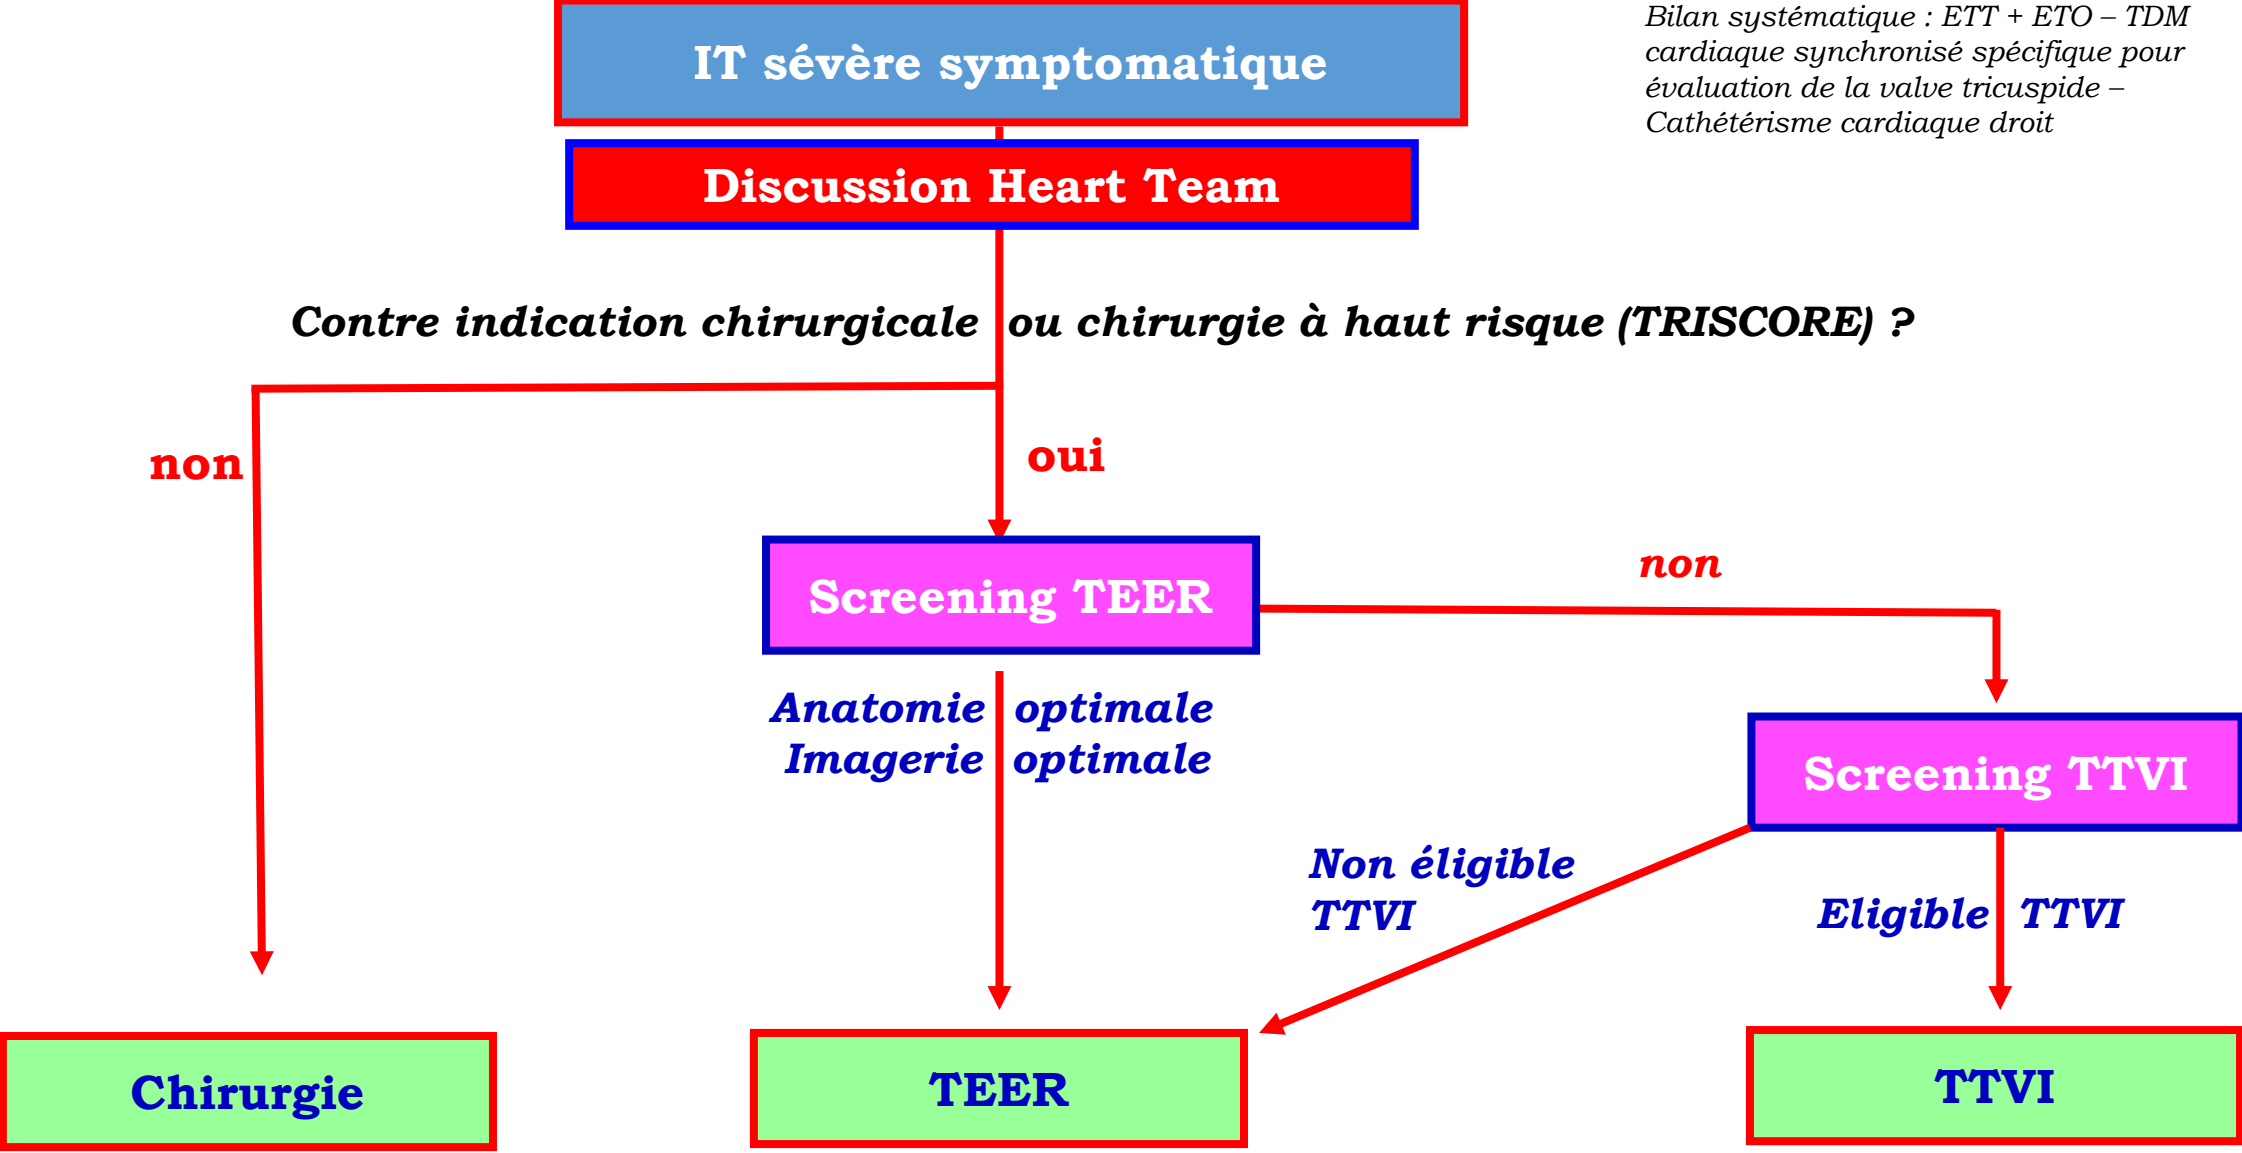 Bilan systématique : ETT + ETO – TDM
cardiaque synchronisé spécifique pour
évaluation de la valve tricuspide –
Cathétérisme cardiaque droit
IT sévère symptomatique
Discussion Heart Team
Contre indication chirurgicale ou chirurgie à haut risque (TRISCORE) ?
non
oui
non
Screening TEER
Anatomie optimale
Imagerie optimale
Screening TTVI
Non éligible
TTVI
Eligible TTVI
Chirurgie
TEER
TTVI